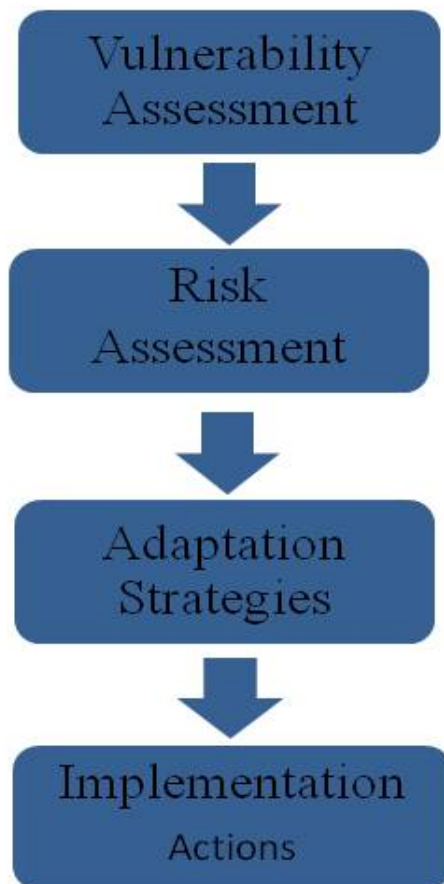 Vulnerability
Assessment
Risk
Assessment
Adaptation
Strategies
Implementation
Actions